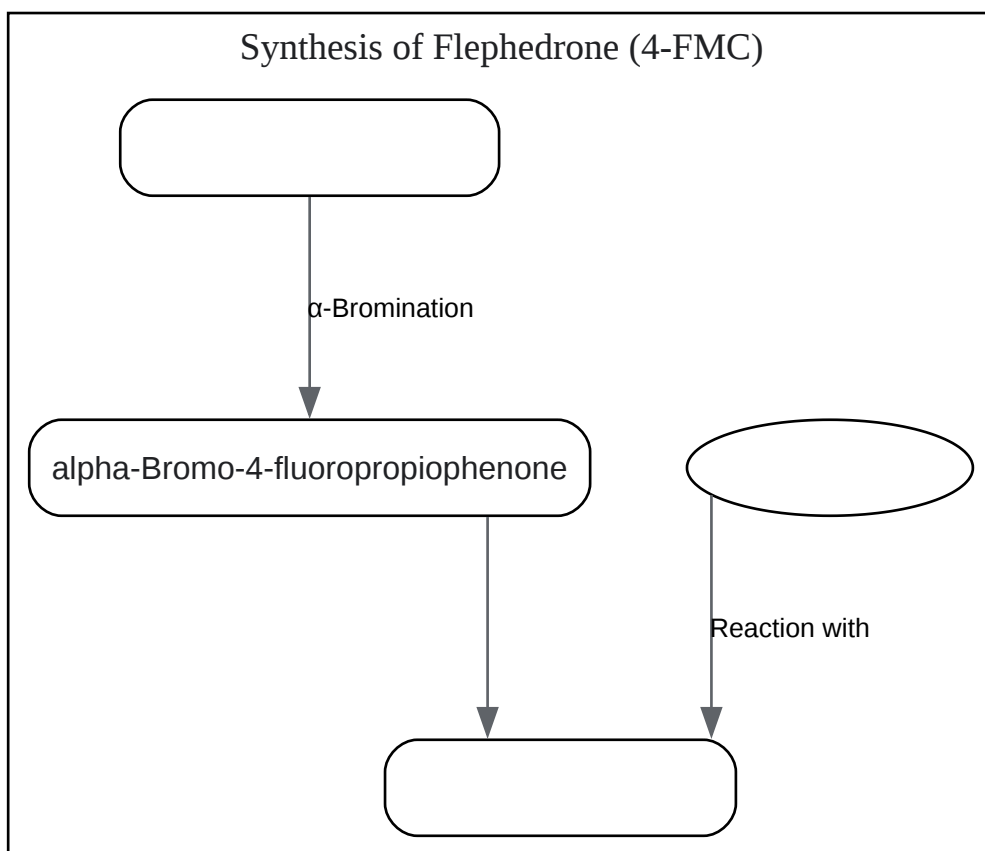 Synthesis of Flephedrone (4-FMC)
α-Bromination
alpha-Bromo-4-fluoropropiophenone
Reaction with